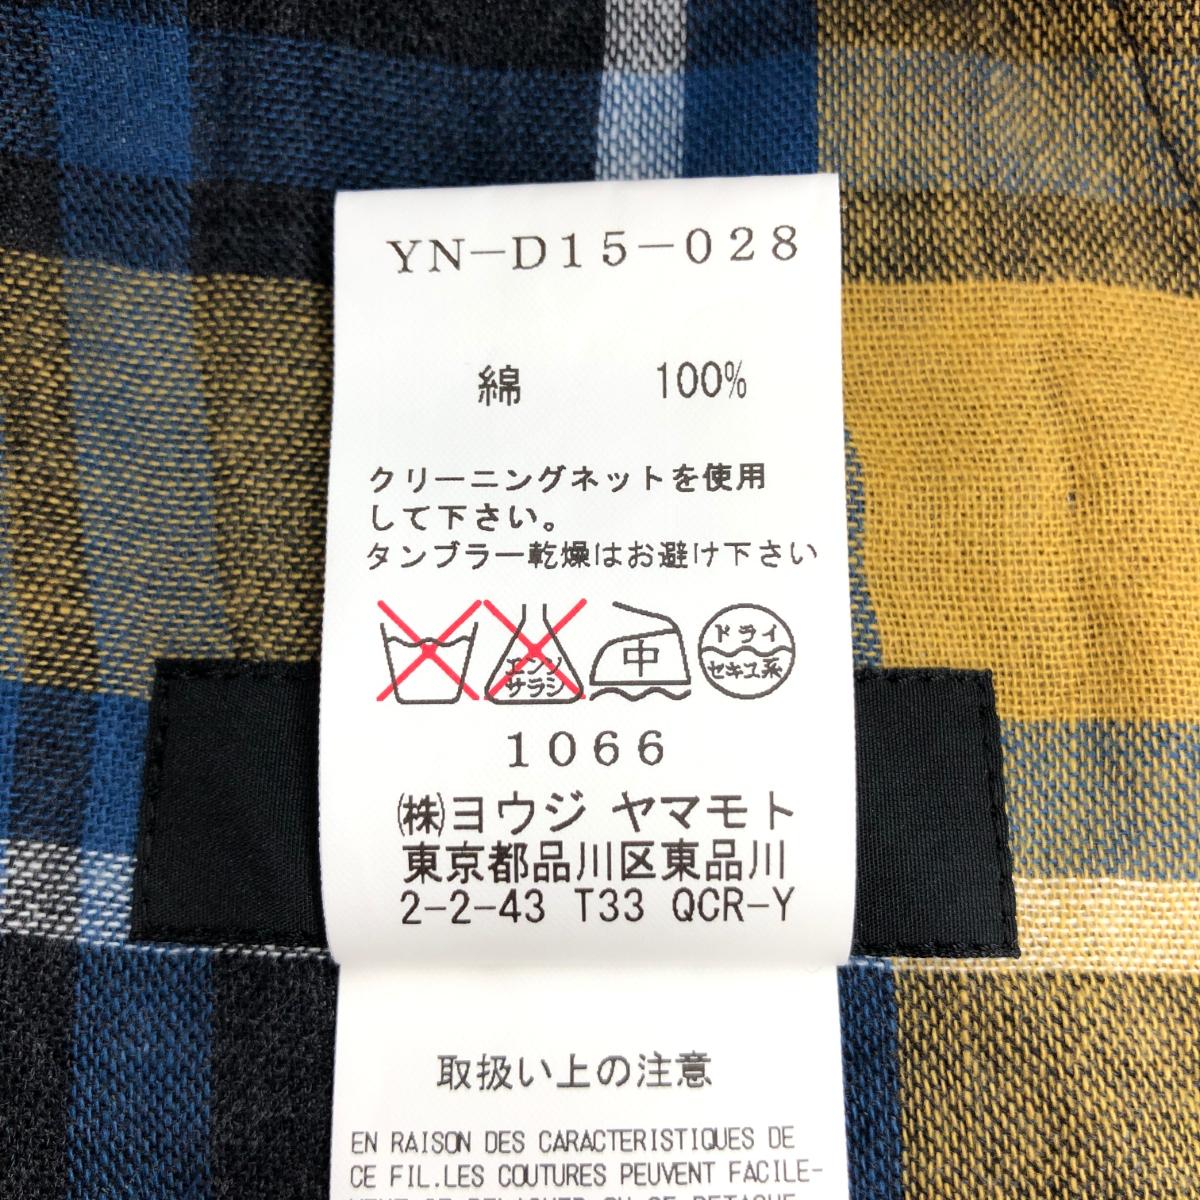 YN-D15-028
綿 100%
クリーニングネットを使用
して下さい。
タンブラー乾燥はお避け下さい
エンソ
サラシ
中
ドライ
セキユ系
1066
㈱ヨウジ ヤマモト
東京都品川区東品川
2-2-43 T33 QCR-Y
取扱い上の注意
EN RAISON DES CARACTERISTIQUES DE
CE FIL.LES COUTURES PEUVENT FACILE-